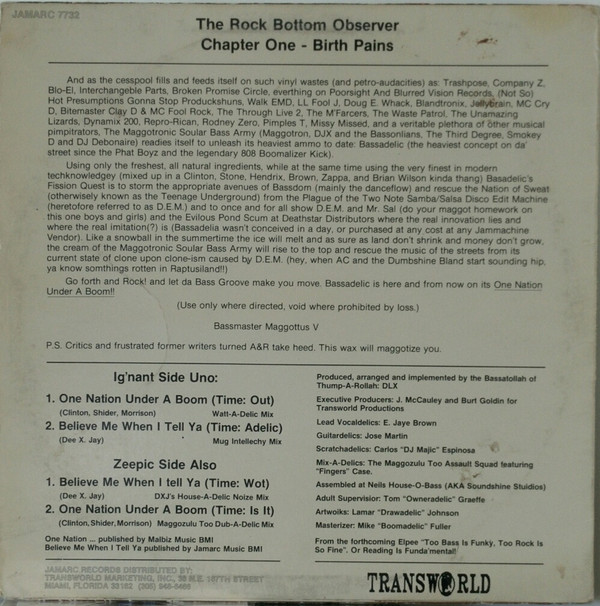 JAMARC 7732
The Rock Bottom Observer
Chapter One - Birth Pains
And as the cesspool fills and feeds itself on such vinyl wastes (and petro-audacities) as: Trashpose, Company Z,
Blo-El, Interchangeble Parts, Broken Promise Circle, everthing on Poorsight And Blurred Vision Records, (Not So)
Hot Presumptions Gonna Stop Produckshuns, Walk EMD, LL Fool J, Doug E. Whack, Blandtronix, Jellybrain, MC Cry
D, Bitemaster Clay D & MC Fool Rock, The Through Live 2, The M'Farcers, The Waste Patrol, The Unamazing
Lizards, Dynamix 200, Repro-Rican, Rodney Zero, Pimples T, Missy Missed, and a veritable plethora of other musical
pimpitrators, The Maggotronic Soular Bass Army (Maggotron, DJX and the Bassonlians, The Third Degree, Smokey
D and DJ Debonaire) readies itself to unleash its heaviest ammo to date: Bassadelic (the heaviest concept on da'
street since the Phat Boyz and the legendary 808 Boomalizer Kick).
Using only the freshest, all natural ingredients, while at the same time using the very finest in modern
techknowledgey (mixed up in a Clinton, Stone, Hendrix, Brown, Zappa, and Brian Wilson kinda thang) Basadelic's
Fission Quest is to storm the appropriate avenues of Bassdom (mainly the danceflow) and rescue the Nation of Sweat
(otherwisely known as the Teenage Underground) from the Plague of the Two Note Samba/Salsa Disco Edit Machine
(heretofore referred to as D.E.M.) and to once and for all show D.E.M. and Mr. Sal (do your maggot homework on
this one boys and girls) and the Evilous Pond Scum at Deathstar Distributors where the real innovation lies and
where the real imitation(?) is (Bassadelia wasn't conceived in a day, or purchased at any cost at any Jammachine
Vendor). Like a snowball in the summertime the ice will melt and as sure as land don't shrink and money don't grow,
the cream of the Maggotronic Soular Bass Army will rise to the top and rescue the music of the streets from its
current state of clone upon clone-ism caused by D.E.M. (hey, when AC and the Dumbshine Bland start sounding hip,
ya know somthings rotten in Raptusiland!!)
Go forth and Rock! and let da Bass Groove make you move. Bassadelic is here and from now on its One Nation
Under A Boom!!
(Use only where directed, void where prohibited by loss.)
Bassmaster Maggottus V
P.S. Critics and frustrated former writers turned A&R take heed. This wax will maggotize you.
Ig'nant Side Uno:
1. One Nation Under A Boom (Time: Out)
(Clinton, Shider, Morrison) Watt-A-Delic Mix
2. Believe Me When I Tell Ya (Time: Adelic)
(Dee X. Jay) Mug Intellechy Mix
Zeepic Side Also
1. Believe Me When I tell Ya (Time: Wot)
(Dee X. Jay) DXJ's House-A-Delic Noize Mix
2. One Nation Under A Boom (Time: Is It)
(Clinton, Shider, Morrison) Maggozulu Too Dub-A-Delic Mix
One Nation ... published by Malbiz Music BMI
Believe Me When I Tell Ya published by Jamarc Music BMI
JAMARC RECORDS DISTRIBUTED BY:
TRANSWORLD MARKETING, INC., 38 N.E. 167TH STREET
MIAMI, FLORIDA 33162 (305)
Produced, arranged and implemented by the Bassatollah of
Thump-A-Rollah: DLX
Executive Producers: J. McCauley and Burt Goldin for
Transworld Productions
Lead Vocaldelics: E. Jaye Brown
Guitardelics: Jose Martin
Scratchadelics: Carlos "DJ Majic" Espinosa
Mix-A-Delics: The Maggozulu Too Assault Squad featuring
"Fingers" Case.
Assembled at Neils House-O-Bass (AKA Soundshine Stuidios)
Adult Supervisor: Tom "Owneradelic" Graeffe
Artwoiks: Lamar "Drawadelic" Johnson
Masterizer: Mike "Boomadelic" Fuller
From the forthcoming Elpee "Too Bass Is Funky, Too Rock Is
So Fine". Or Reading Is Funda'mental!
TRANSWORLD